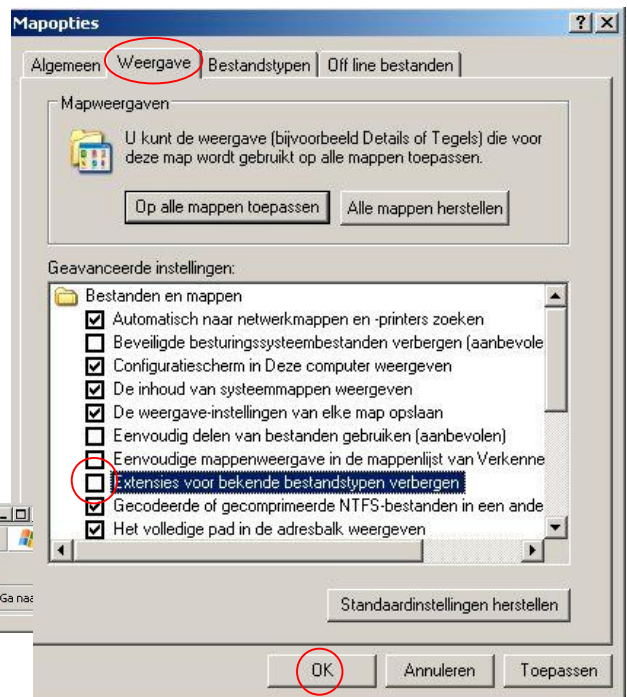 Mapopties
Algemeen Weergave Bestandstypen Off line bestanden
Mapweergaven
U kunt de weergave (bijvoorbeeld Details of Tegels) die voor
deze map wordt gebruikt op alle mappen toepassen.
Op alle mappen toepassen Alle mappen herstellen
Geavanceerde instellingen:
Bestanden en mappen
Automatisch naar netwerkmappen en -printers zoeken
Beveiligde besturingssysteembestanden verbergen (aanbevole
Configuratiescherm in Deze computer weergeven
De inhoud van systeemmappen weergeven
De weergave-instellingen van elke map opslaan
Eenvoudig delen van bestanden gebruiken (aanbevolen)
Eenvoudige mappenweergave in de mappenlijst van Verkenne
Extensies voor bekende bestandstypen verbergen
Gecodeerde of gecomprimeerde NTFS-bestanden in een ande
Het volledige pad in de adresbalk weergeven
Ga naa
Standaardinstellingen herstellen
OK Annuleren Toepassen